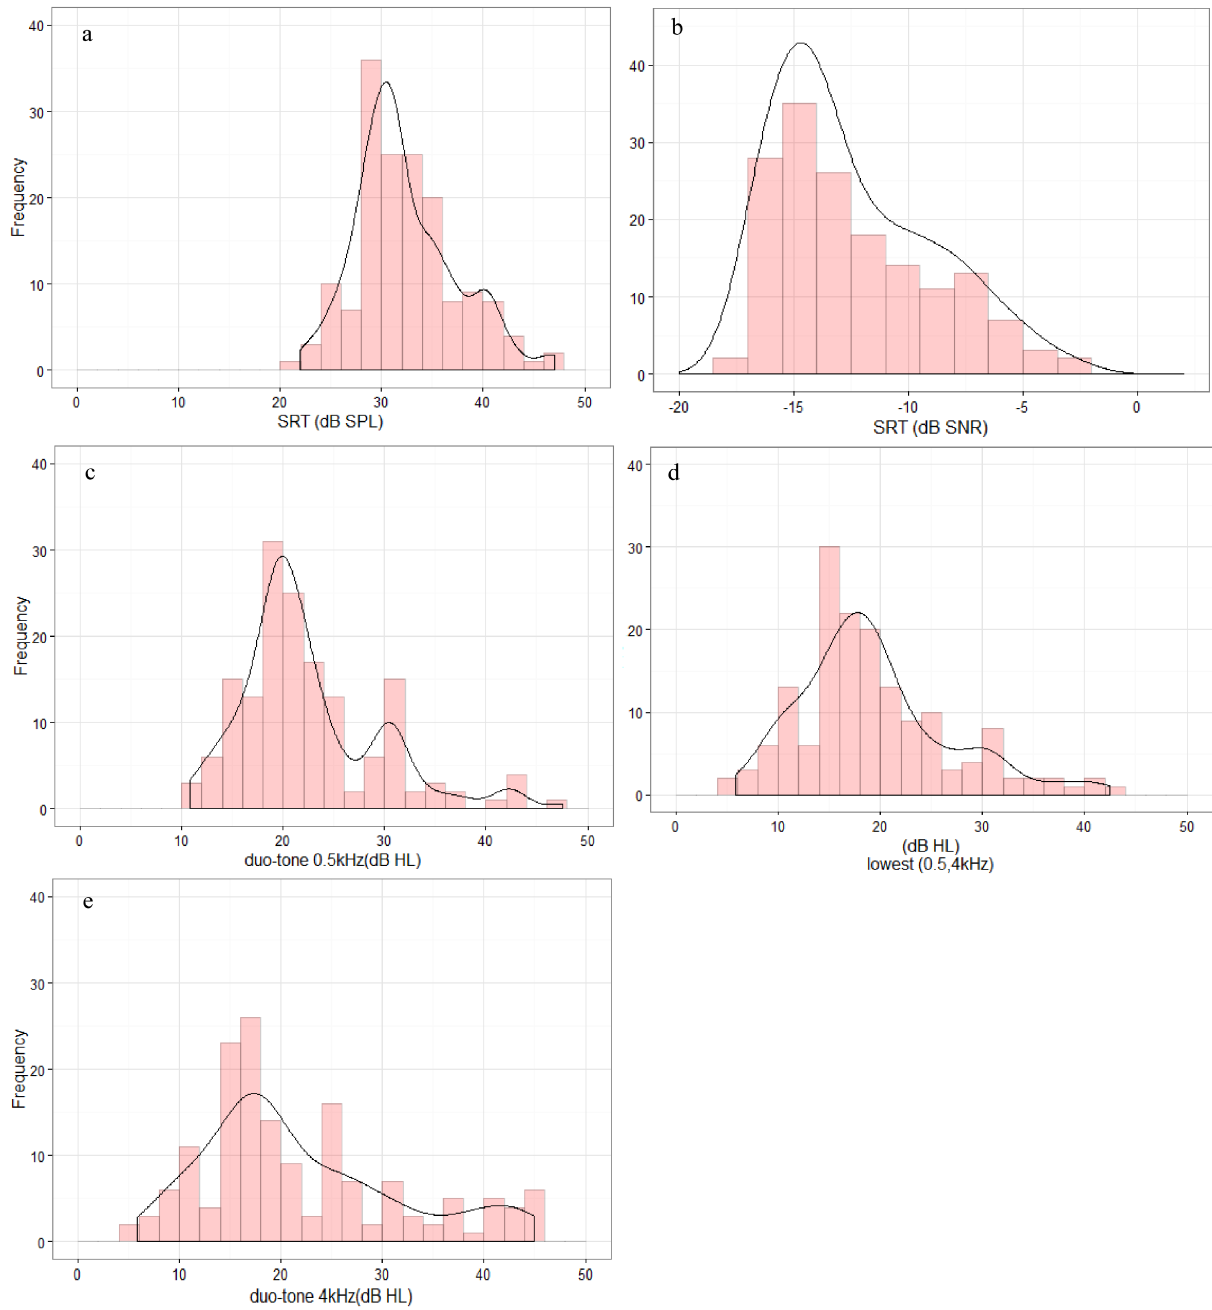 a
40
30
20
10
0
Frequency
0 10 20 30 40 50
SRT (dB SPL)
b
40
30
20
10
0
-20 -15 -10 -5 0
SRT (dB SNR)
c
40
30
20
10
0
Frequency
0 10 20 30 40 50
duo-tone 0.5kHz(dB HL)
d
40
30
20
10
0
0 10 20 30 40 50
(dB HL)
lowest (0.5,4kHz)
e
40
30
20
10
0
Frequency
0 10 20 30 40 50
duo-tone 4kHz(dB HL)